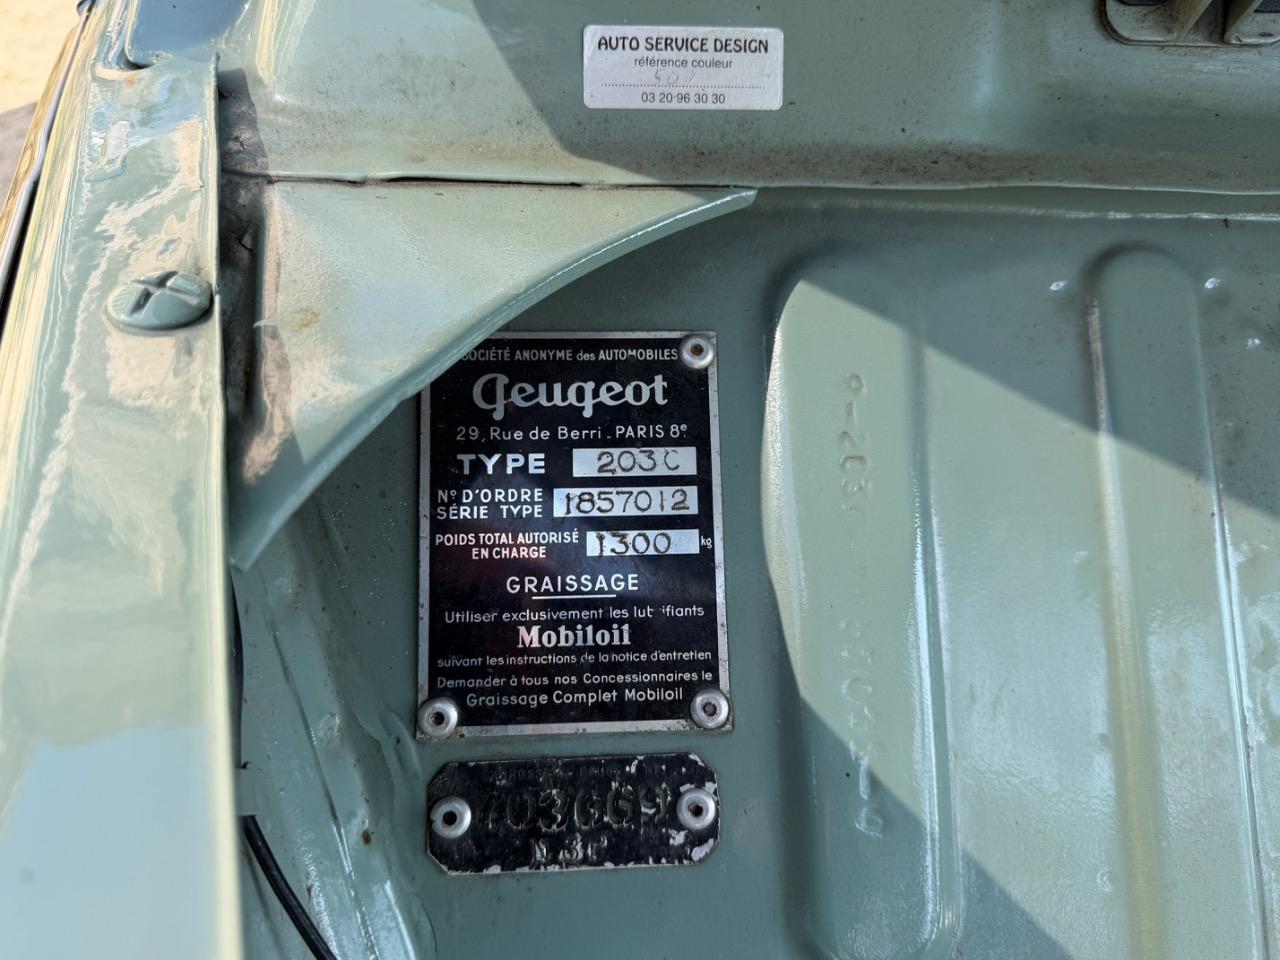 AUTO SERVICE DESIGN
référence couleur
03 20 96 30 30
SOCIÉTÉ ANONYME des AUTOMOBILES
Peugeot
29, Rue de Berri - PARIS 8e
TYPE 203C
N° D'ORDRE
SÉRIE TYPE 1857012
POIDS TOTAL AUTORISÉ
EN CHARGE 1300 kg
GRAISSAGE
Utiliser exclusivement les lubrifiants
Mobiloil
suivant les instructions de la notice d'entretien
Demander à tous nos Concessionnaires le
Graissage Complet Mobiloil
403669